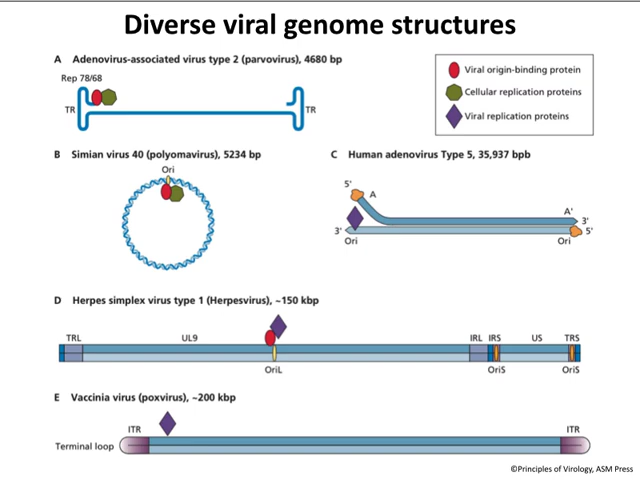 Diverse viral genome structures
A Adenovirus-associated virus type 2 (parvovirus), 4680 bp
Rep 78/68
TR
TR
Viral origin-binding protein
Cellular replication proteins
Viral replication proteins
B Simian virus 40 (polyomavirus), 5234 bp
Ori
C Human adenovirus Type 5, 35,937 bpb
5'
A
A'
3'
3'
5'
Ori
Ori
D Herpes simplex virus type 1 (Herpesvirus), ~150 kbp
TRL
UL9
IRL IRS
US
TRS
OriL
OriS
OriS
E Vaccinia virus (poxvirus), ~200 kbp
ITR
ITR
Terminal loop
©Principles of Virology, ASM Press